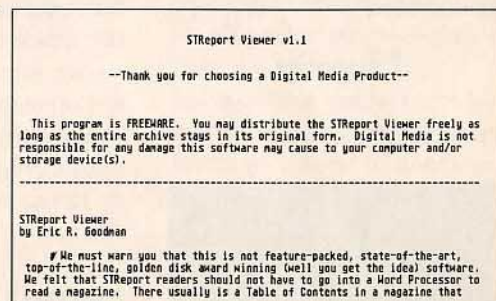 STReport Viewer v1.1
--Thank you for choosing a Digital Media Product--
This program is FREEWARE. You may distribute the STReport Viewer freely as
long as the entire archive stays in its original form. Digital Media is not
responsible for any damage this software may cause to your computer and/or
storage device(s).
--------------------------------------------------------------------------------
STReport Viewer
by Eric R. Goodman
We must warn you that this is not feature-packed, state-of-the-art,
top-of-the-line, golden disk award winning (well you get the idea) software.
We felt that STReport readers should not have to go into a Word Processor to
read a magazine. There usually is a Table of Contents in a magazine that